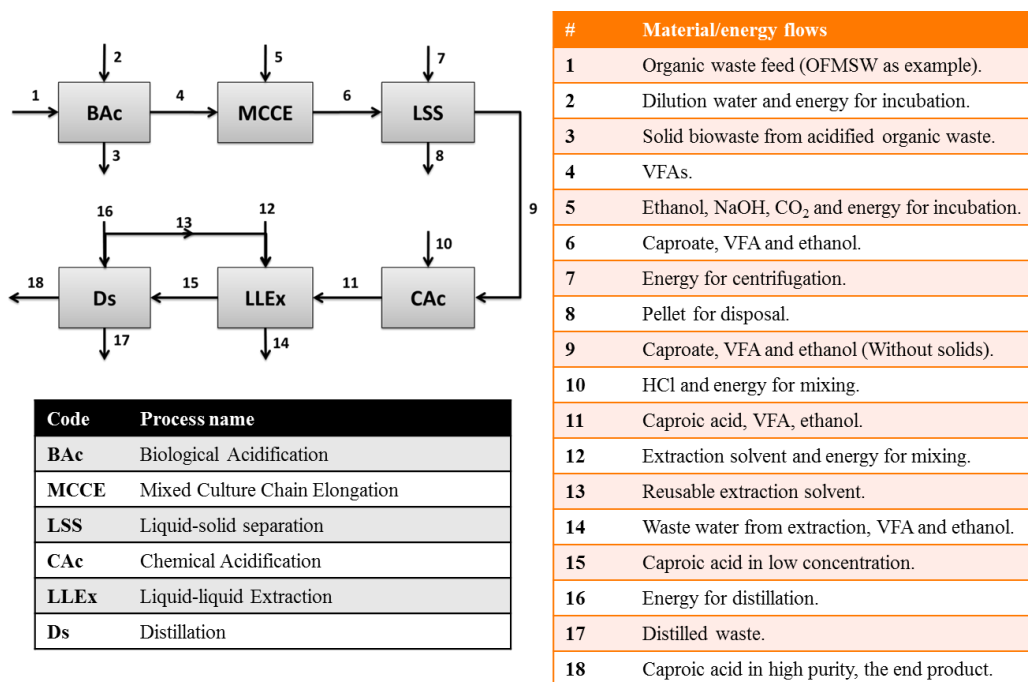 2
5
7
1
BAc
4
MCCE
6
LSS
3
8
9
16
13
12
10
18
Ds
15
LLEx
11
CAc
17
14
Code Process name
BAc Biological Acidification
MCCE Mixed Culture Chain Elongation
LSS Liquid-solid separation
CAc Chemical Acidification
LLEx Liquid-liquid Extraction
Ds Distillation
# Material/energy flows
1 Organic waste feed (OFMSW as example).
2 Dilution water and energy for incubation.
3 Solid biowaste from acidified organic waste.
4 VFAs.
5 Ethanol, NaOH, CO₂ and energy for incubation.
6 Caproate, VFA and ethanol.
7 Energy for centrifugation.
8 Pellet for disposal.
9 Caproate, VFA and ethanol (Without solids).
10 HCl and energy for mixing.
11 Caproic acid, VFA, ethanol.
12 Extraction solvent and energy for mixing.
13 Reusable extraction solvent.
14 Waste water from extraction, VFA and ethanol.
15 Caproic acid in low concentration.
16 Energy for distillation.
17 Distilled waste.
18 Caproic acid in high purity, the end product.